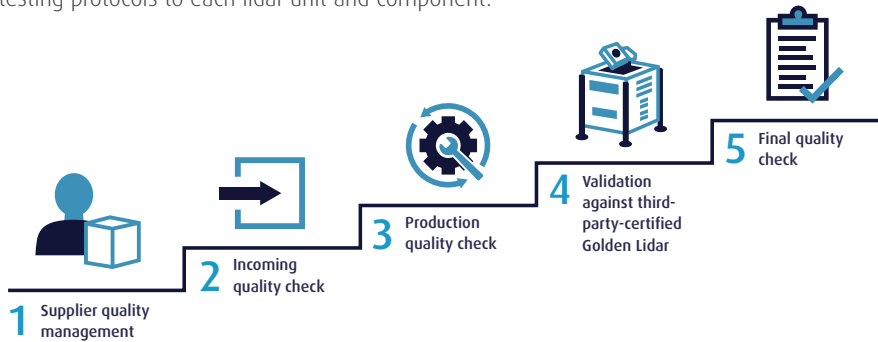 testing protocols to each lidar unit and component.
5 Final quality
check
4 Validation
against third-
party-certified
Golden Lidar
3 Production
quality check
2 Incoming
quality check
1 Supplier quality
management